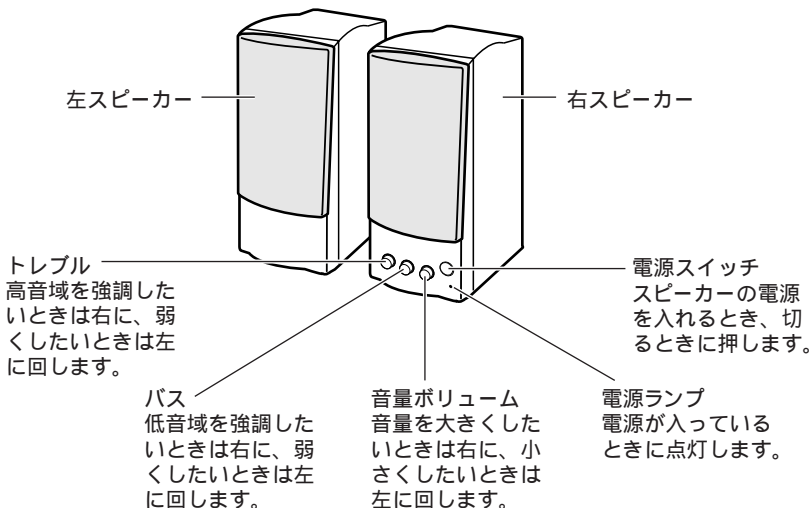 左スピーカー
右スピーカー
トレブル
高音域を強調した
いときは右に、弱
くしたいときは左
に回します。
電源スイッチ
スピーカーの電源
を入れるとき、切
るときに押します。
バス
低音域を強調した
いときは右に、弱
くしたいときは左
に回します。
音量ボリューム
音量を大きくした
いときは右に、小
さくしたいときは
左に回します。
電源ランプ
電源が入っている
ときに点灯します。